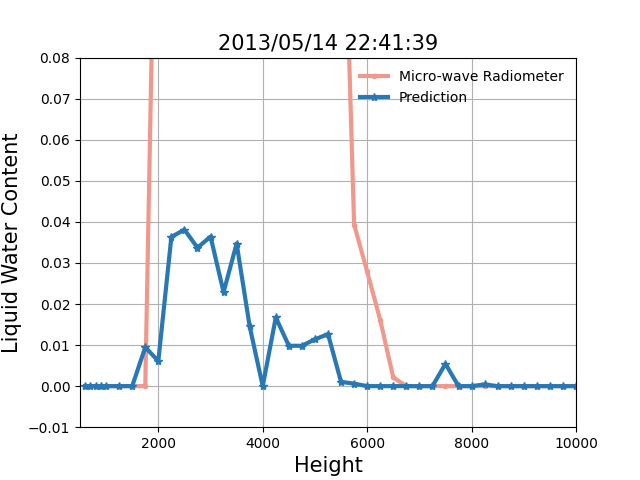 2013/05/14 22:41:39
Micro-wave Radiometer
Prediction
Liquid Water Content
0.08
0.07
0.06
0.05
0.04
0.03
0.02
0.01
0.00
−0.01
2000 4000 6000 8000 10000
Height